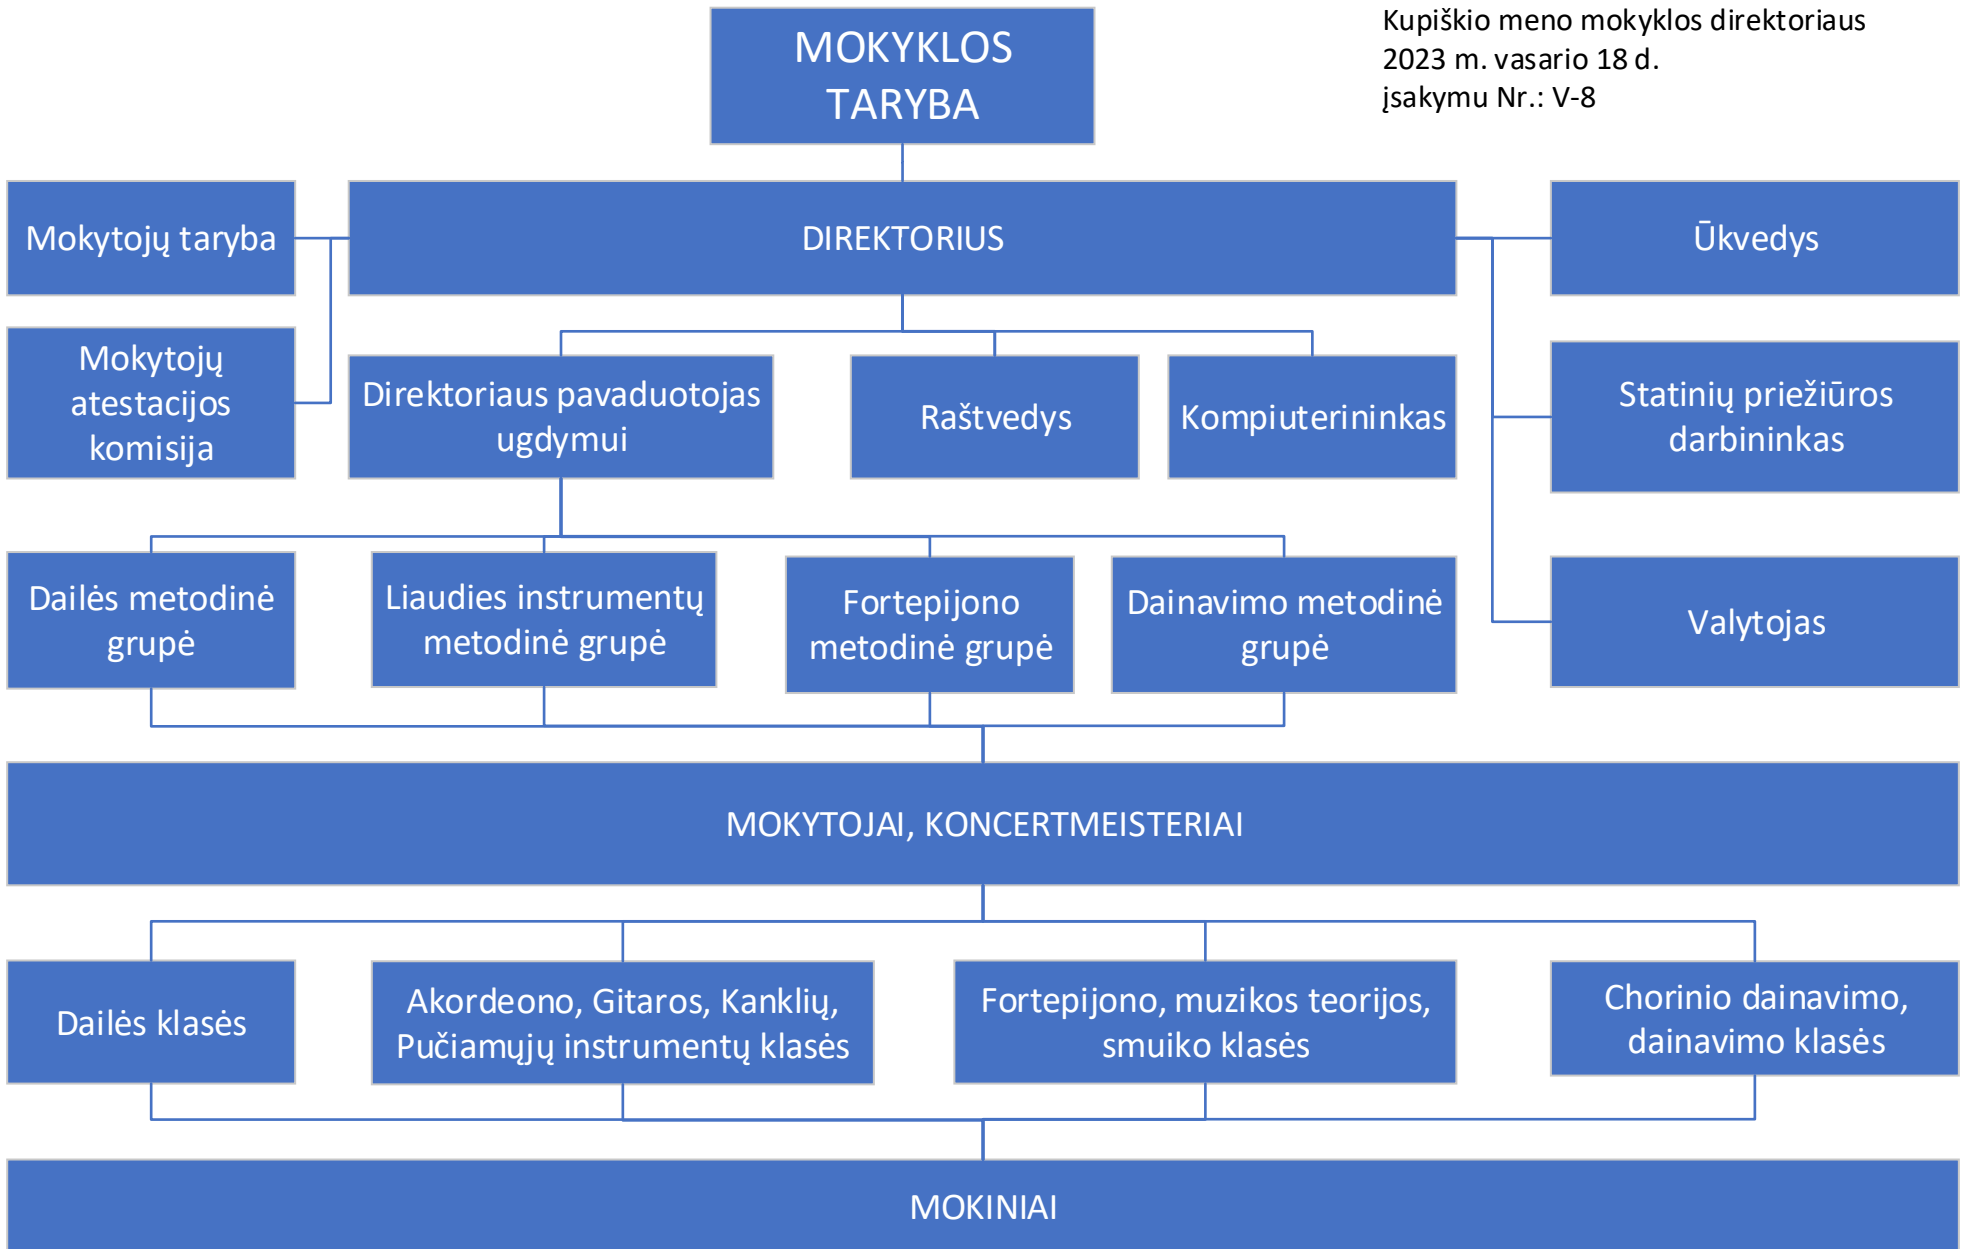 Kupiškio meno mokyklos direktoriaus
2023 m. vasario 18 d.
įsakymu Nr.: V-8
MOKYKLOS
TARYBA
Mokytojų taryba
DIREKTORIUS
Ūkvedys
Mokytojų
atestacijos
komisija
Direktoriaus pavaduotojas
ugdymui
Raštvedys
Kompiuterininkas
Statinių priežiūros
darbininkas
Dailės metodinė
grupė
Liaudies instrumentų
metodinė grupė
Fortepijono
metodinė grupė
Dainavimo metodinė
grupė
Valytojas
MOKYTOJAI, KONCERTMEISTERIAI
Dailės klasės
Akordeono, Gitaros, Kanklių,
Pučiamųjų instrumentų klasės
Fortepijono, muzikos teorijos,
smuiko klasės
Chorinio dainavimo,
dainavimo klasės
MOKINIAI